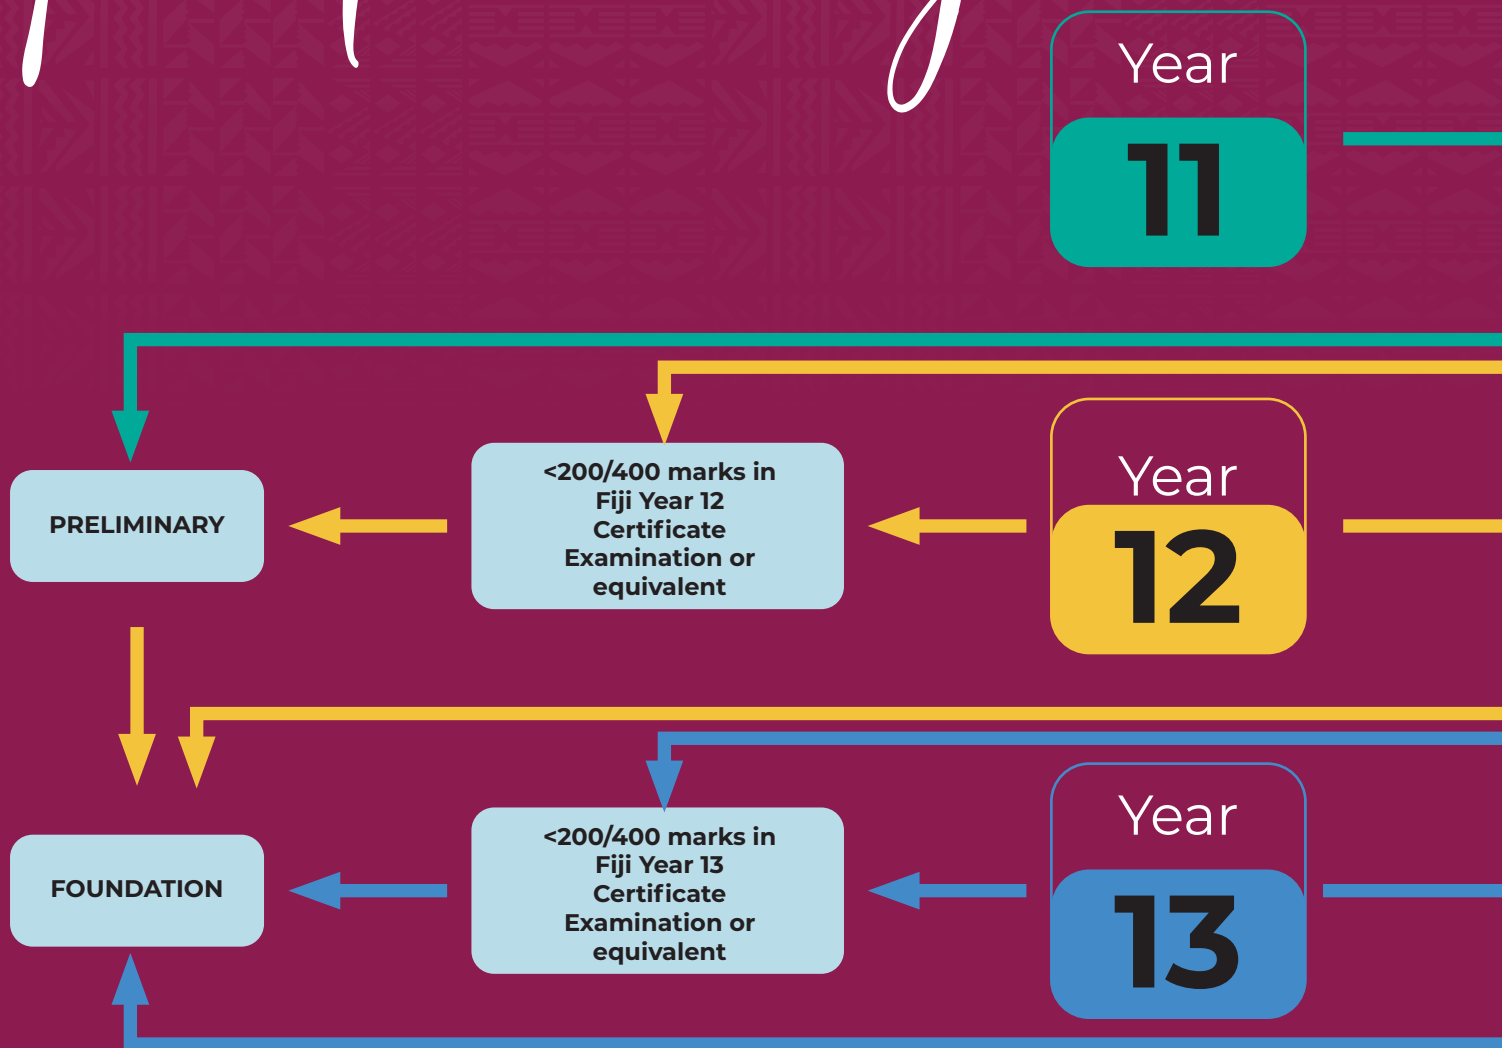 Year
11
PRELIMINARY
<200/400 marks in
Fiji Year 12
Certificate
Examination or
equivalent
Year
12
FOUNDATION
<200/400 marks in
Fiji Year 13
Certificate
Examination or
equivalent
Year
13